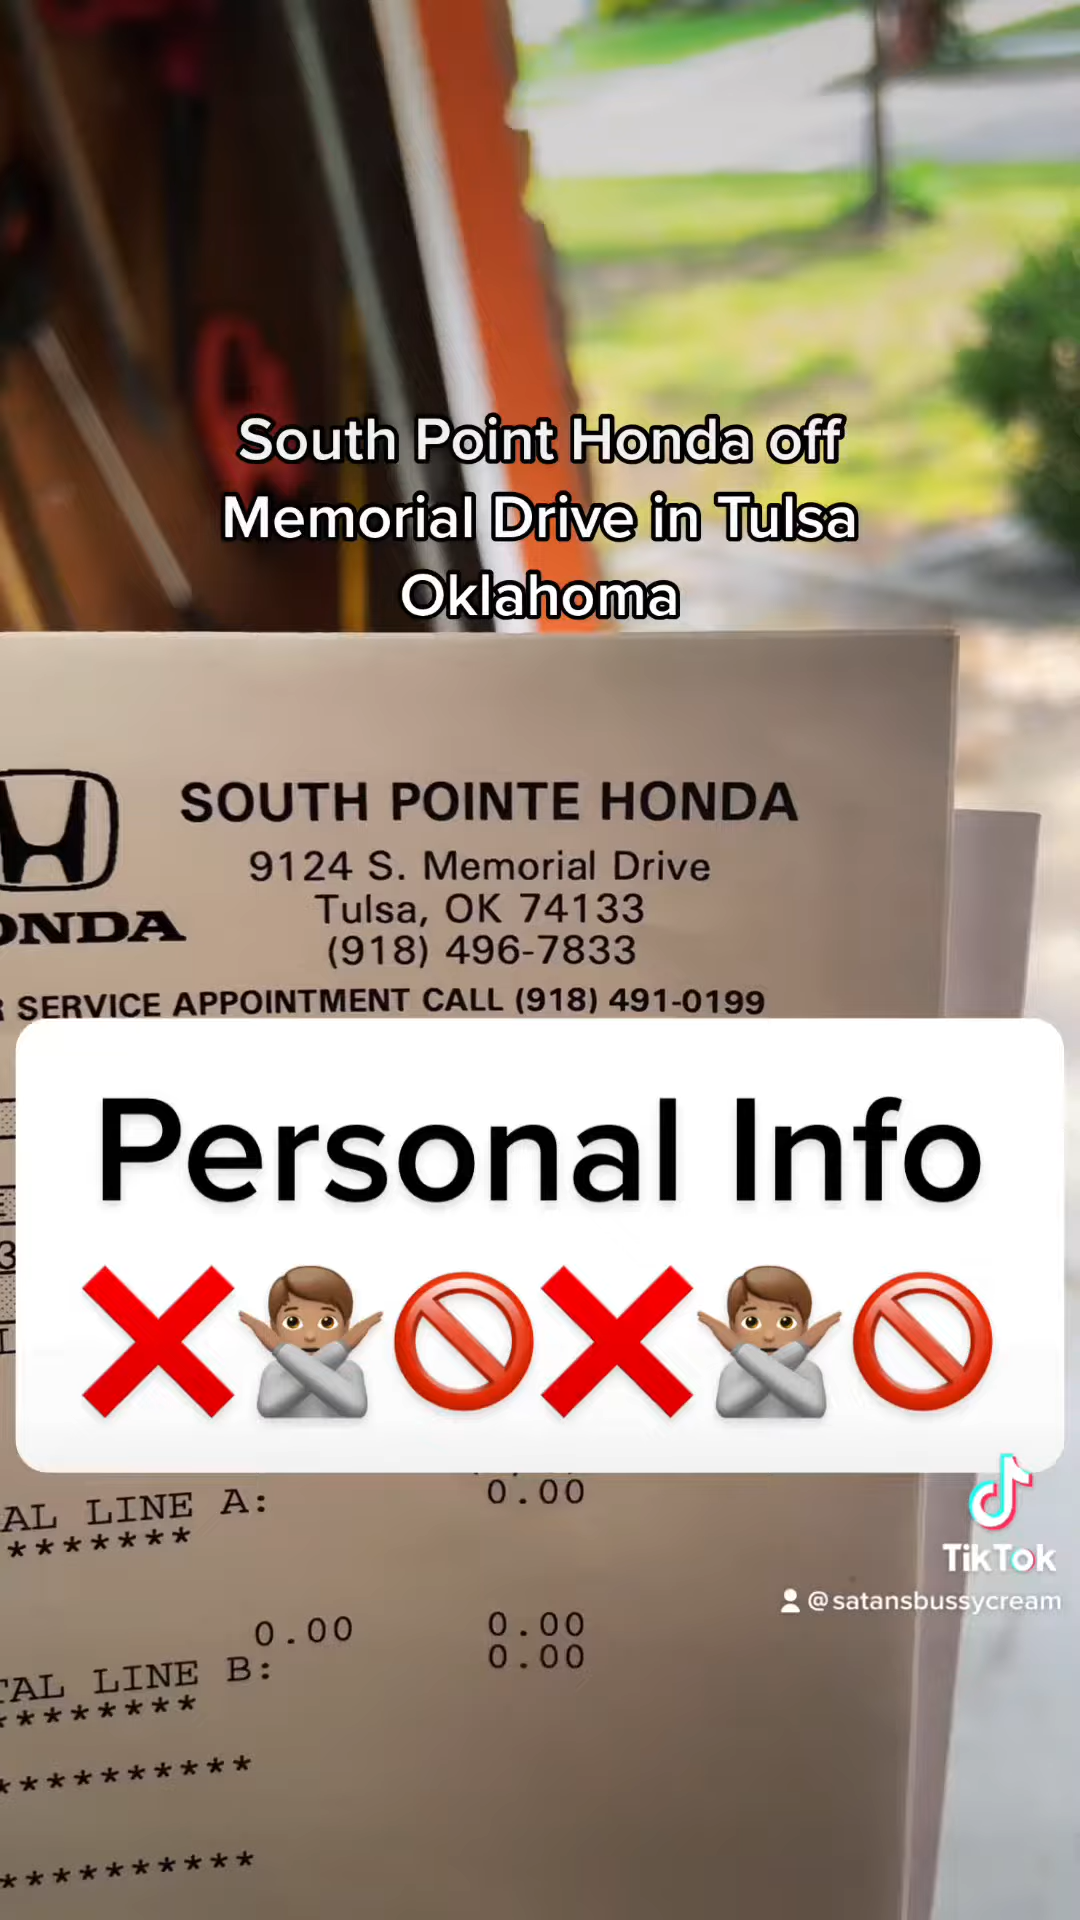 South Point Honda off
Memorial Drive in Tulsa
Oklahoma
SOUTH POINTE HONDA
9124 S. Memorial Drive
Tulsa, OK 74133
(918) 496-7833
ONDA
SERVICE APPOINTMENT CALL (918) 491-0199
Personal Info
3
AL LINE A:
0.00
*******
TikTok
@satansbussycream
0.00
0.00
0.00
TAL LINE B:
********
**********
**********